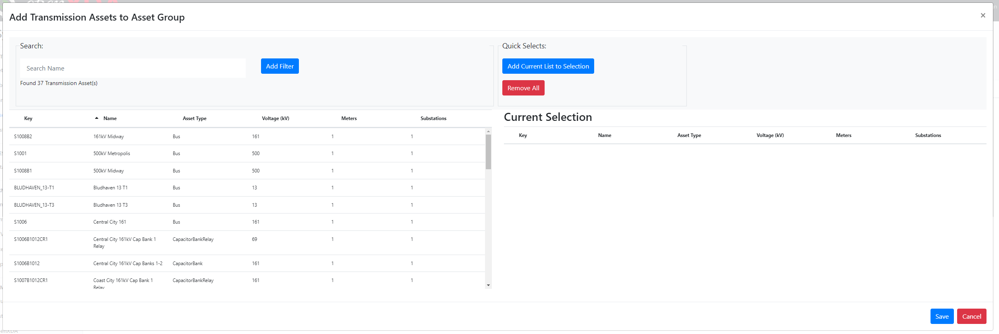 Add Transmission Assets to Asset Group
×
Search:
Quick Selects:
Search Name
Add Filter
Add Current List to Selection
Found 37 Transmission Asset(s)
Remove All
Current Selection
Key Name Asset Type Voltage (kV) Meters Substations
Key Name Asset Type Voltage (kV) Meters Substations
S1008B2 161kV Midway Bus 161 1 1
S1001 500kV Metropolis Bus 500 1 1
S1008B1 500kV Midway Bus 500 1 1
BLUDHAVEN_13-T1 Bludhaven 13 T1 Bus 13 1 1
BLUDHAVEN_13-T3 Bludhaven 13 T3 Bus 13 1 1
S1006 Central City 161 Bus 161 1 1
S1006B1012CR1 Central City 161kV Cap Bank 1 CapacitorBankRelay 69 1 1
Relay
S1006B1012 Central City 161kV Cap Banks 1-2 CapacitorBank 161 1 1
S1007B1012CR1 Coast City 161kV Cap Bank 1 CapacitorBankRelay 161 1 1
Relay
Save Cancel